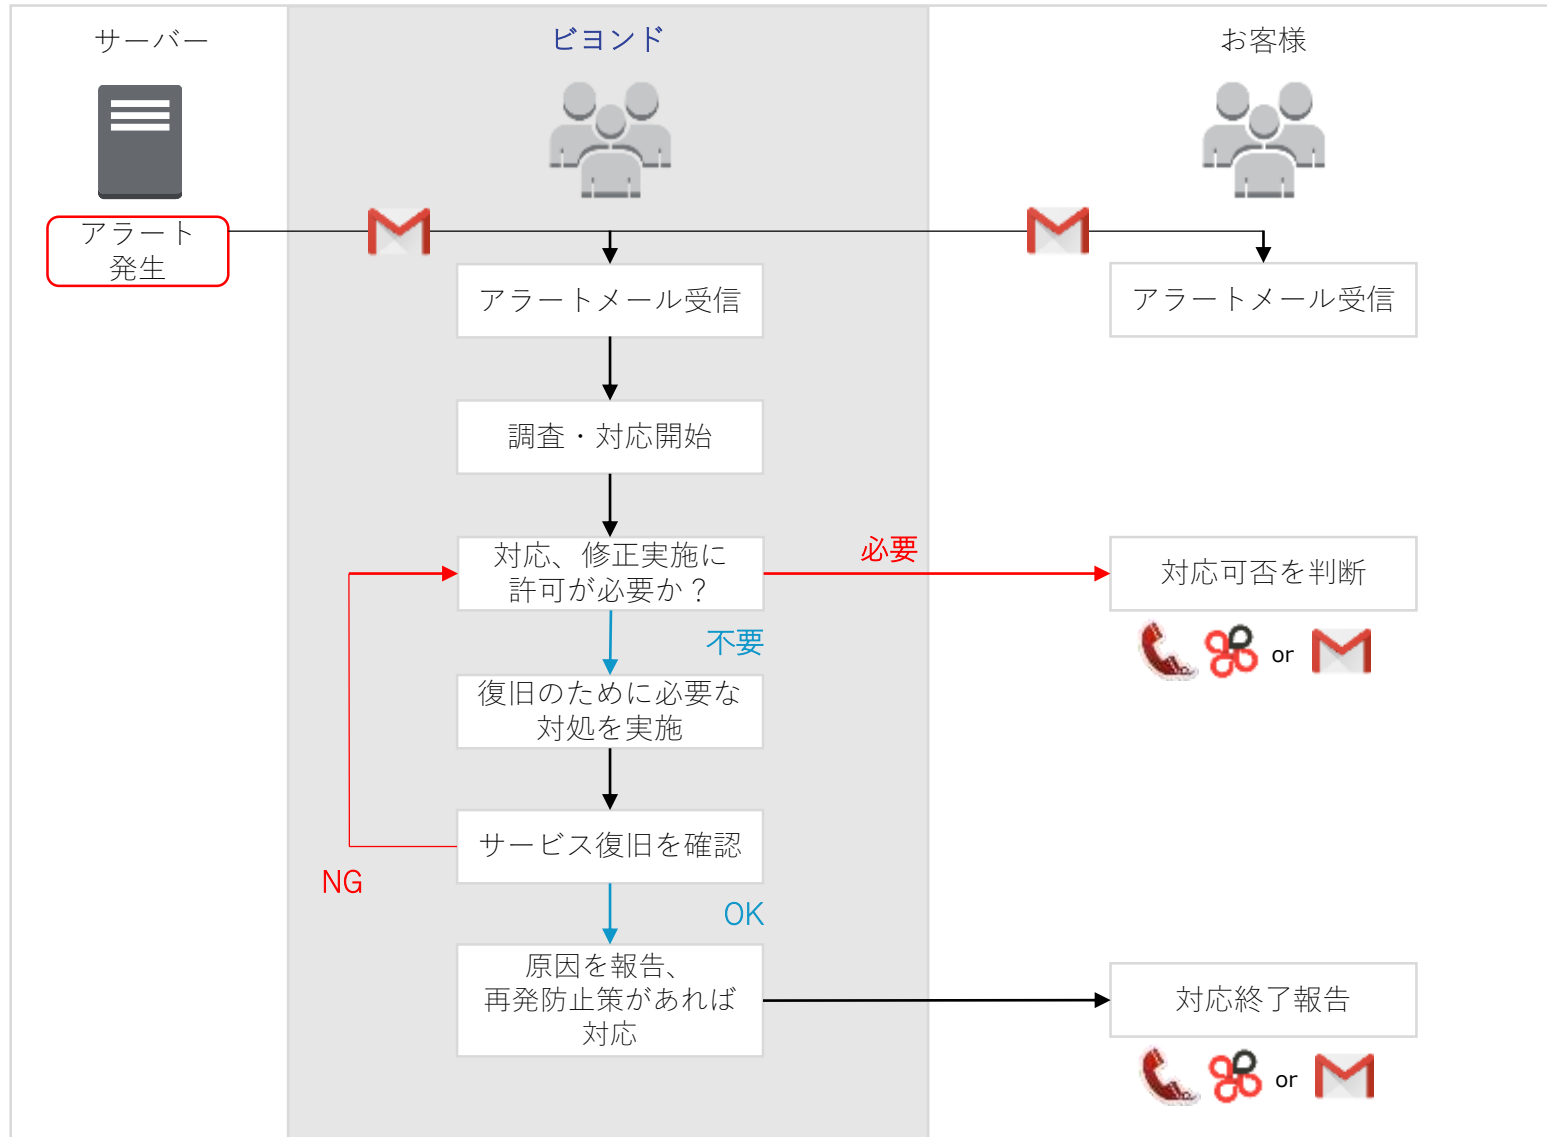 サーバー
ビヨンド
お客様
アラート
発生
アラートメール受信
アラートメール受信
調査・対応開始
対応、修正実施に
許可が必要か？
必要
対応可否を判断
不要
or
復旧のために必要な
対処を実施
サービス復旧を確認
NG
OK
原因を報告、
再発防止策があれば
対応
対応終了報告
or